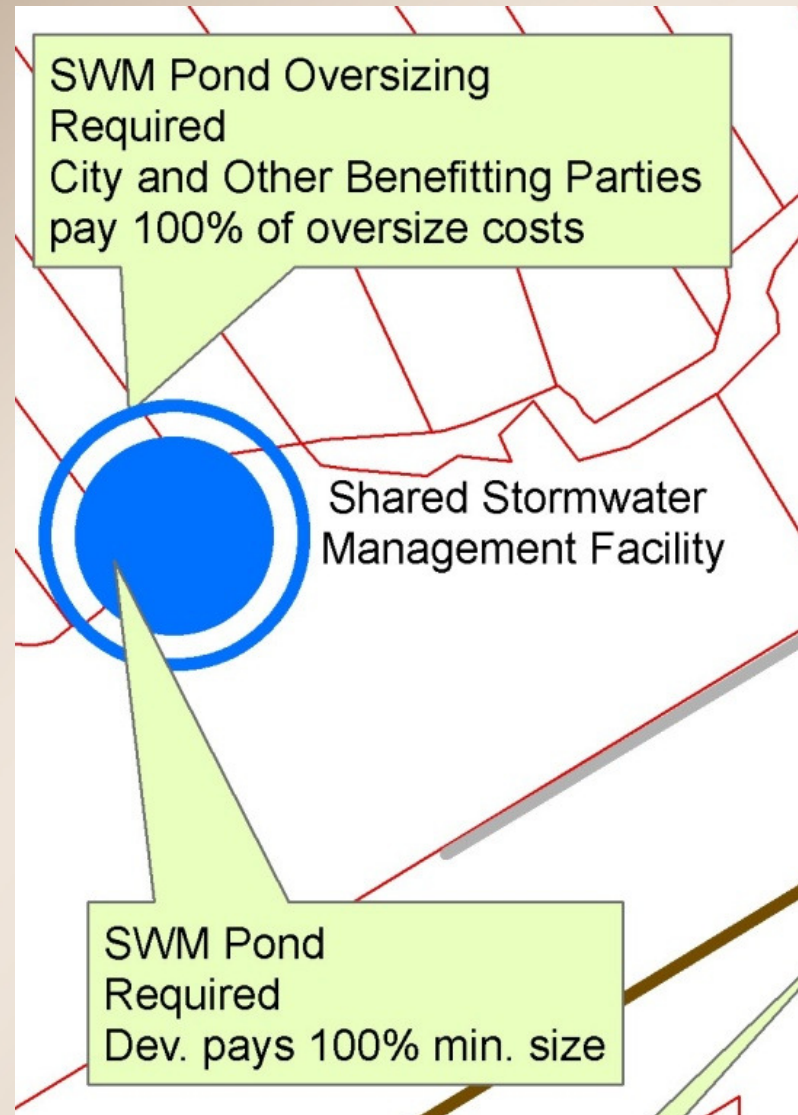 SWM Pond Oversizing
Required
City and Other Benefitting Parties
pay 100% of oversize costs
Shared Stormwater
Management Facility
SWM Pond
Required
Dev. pays 100% min. size